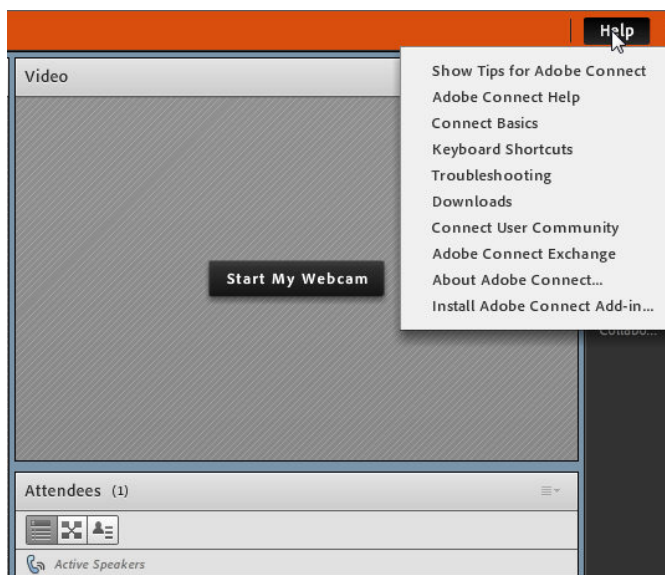 Help
Video
Show Tips for Adobe Connect
Adobe Connect Help
Connect Basics
Keyboard Shortcuts
Troubleshooting
Downloads
Connect User Community
Adobe Connect Exchange
About Adobe Connect...
Install Adobe Connect Add-in...
Start My Webcam
Collabo...
Attendees (1)
Active Speakers